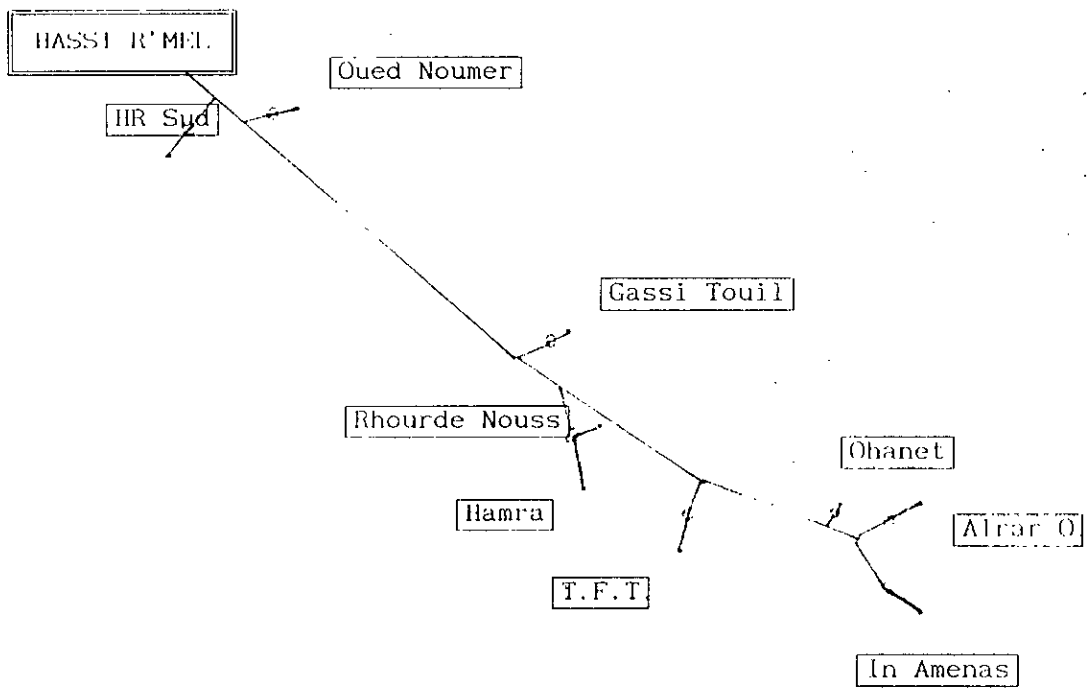 HASSI R'MEL
Oued Noumer
HR Sud
Gassi Touil
Rhourde Nouss
Ohanet
Hamra
Alrar O
T.F.T
In Amenas